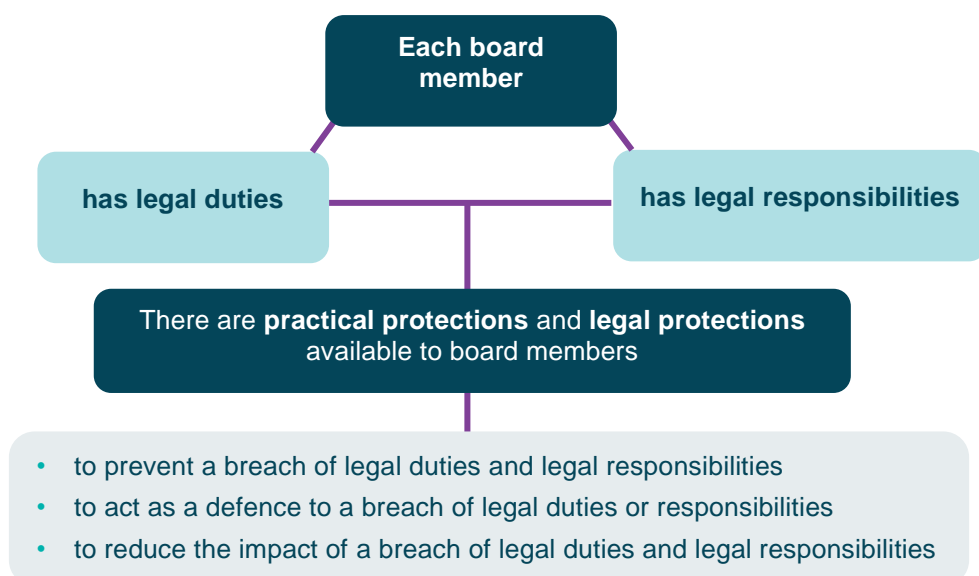 Each board
member
has legal duties
has legal responsibilities
There are practical protections and legal protections
available to board members
• to prevent a breach of legal duties and legal responsibilities
• to act as a defence to a breach of legal duties or responsibilities
• to reduce the impact of a breach of legal duties and legal responsibilities